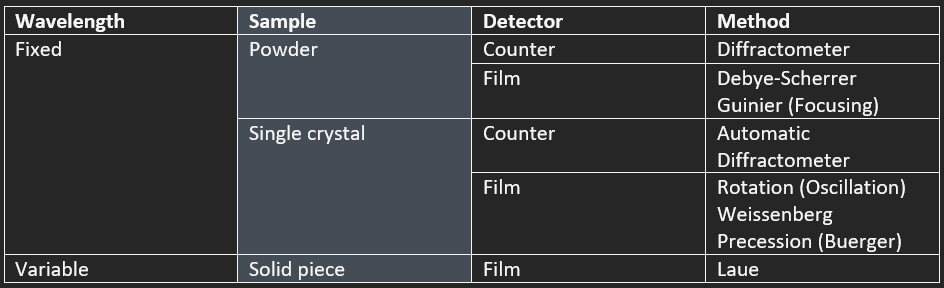 Wavelength Sample Detector Method
Fixed Powder Counter Diffractometer
Film Debye-Scherrer
Guinier (Focusing)
Single crystal Counter Automatic
Diffractometer
Film Rotation (Oscillation)
Weissenberg
Precession (Buerger)
Variable Solid piece Film Laue